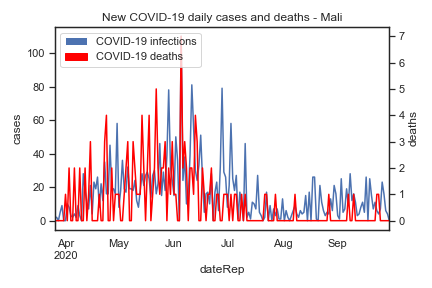 New COVID-19 daily cases and deaths - Mali
COVID-19 infections
COVID-19 deaths
cases
100
80
60
40
20
0
deaths
7
6
5
4
3
2
1
0
Apr May Jun Jul Aug Sep
2020
dateRep